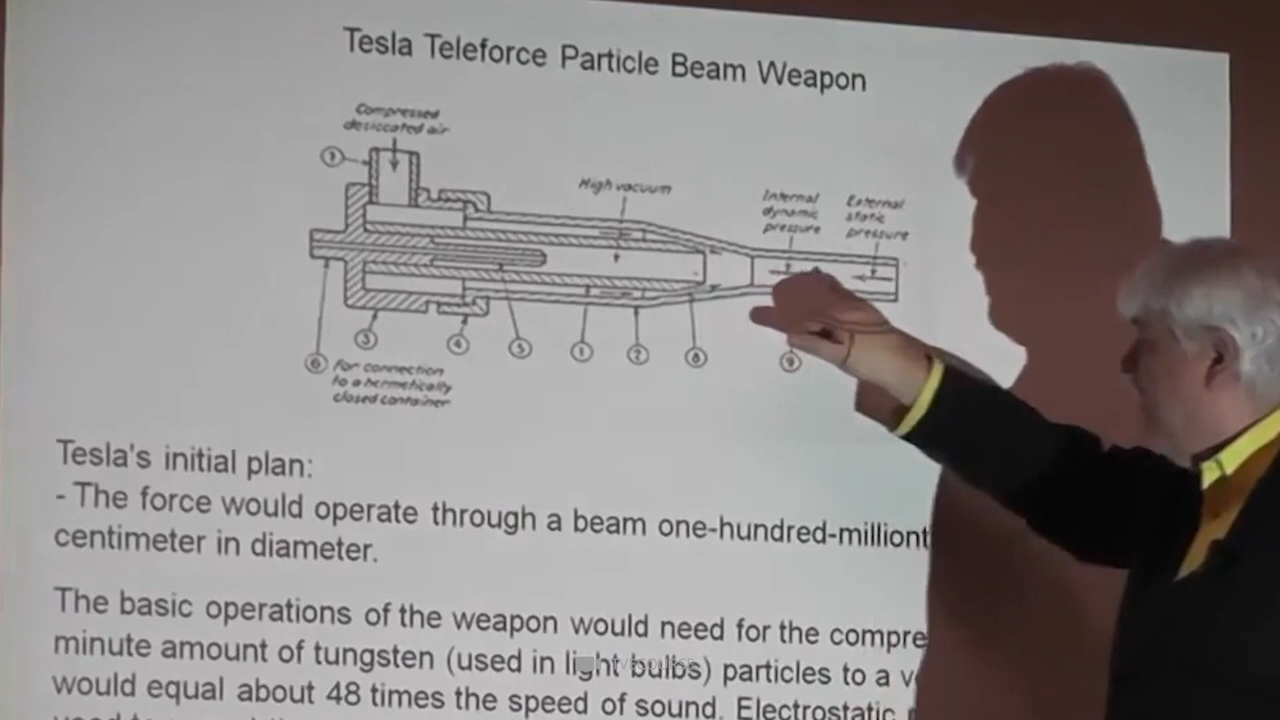 Tesla Teleforce Particle Beam Weapon
Compressed
desiccated air
7
High vacuum
Internal
dynamic
pressure
External
static
pressure
3
4
5
1
2
8
9
6
for connection
to a hermetically
closed container
Tesla's initial plan:
- The force would operate through a beam one-hundred-milliont
centimeter in diameter.
The basic operations of the weapon would need for the compre
minute amount of tungsten (used in light bulbs) particles to a v
would equal about 48 times the speed of sound. Electrostatic